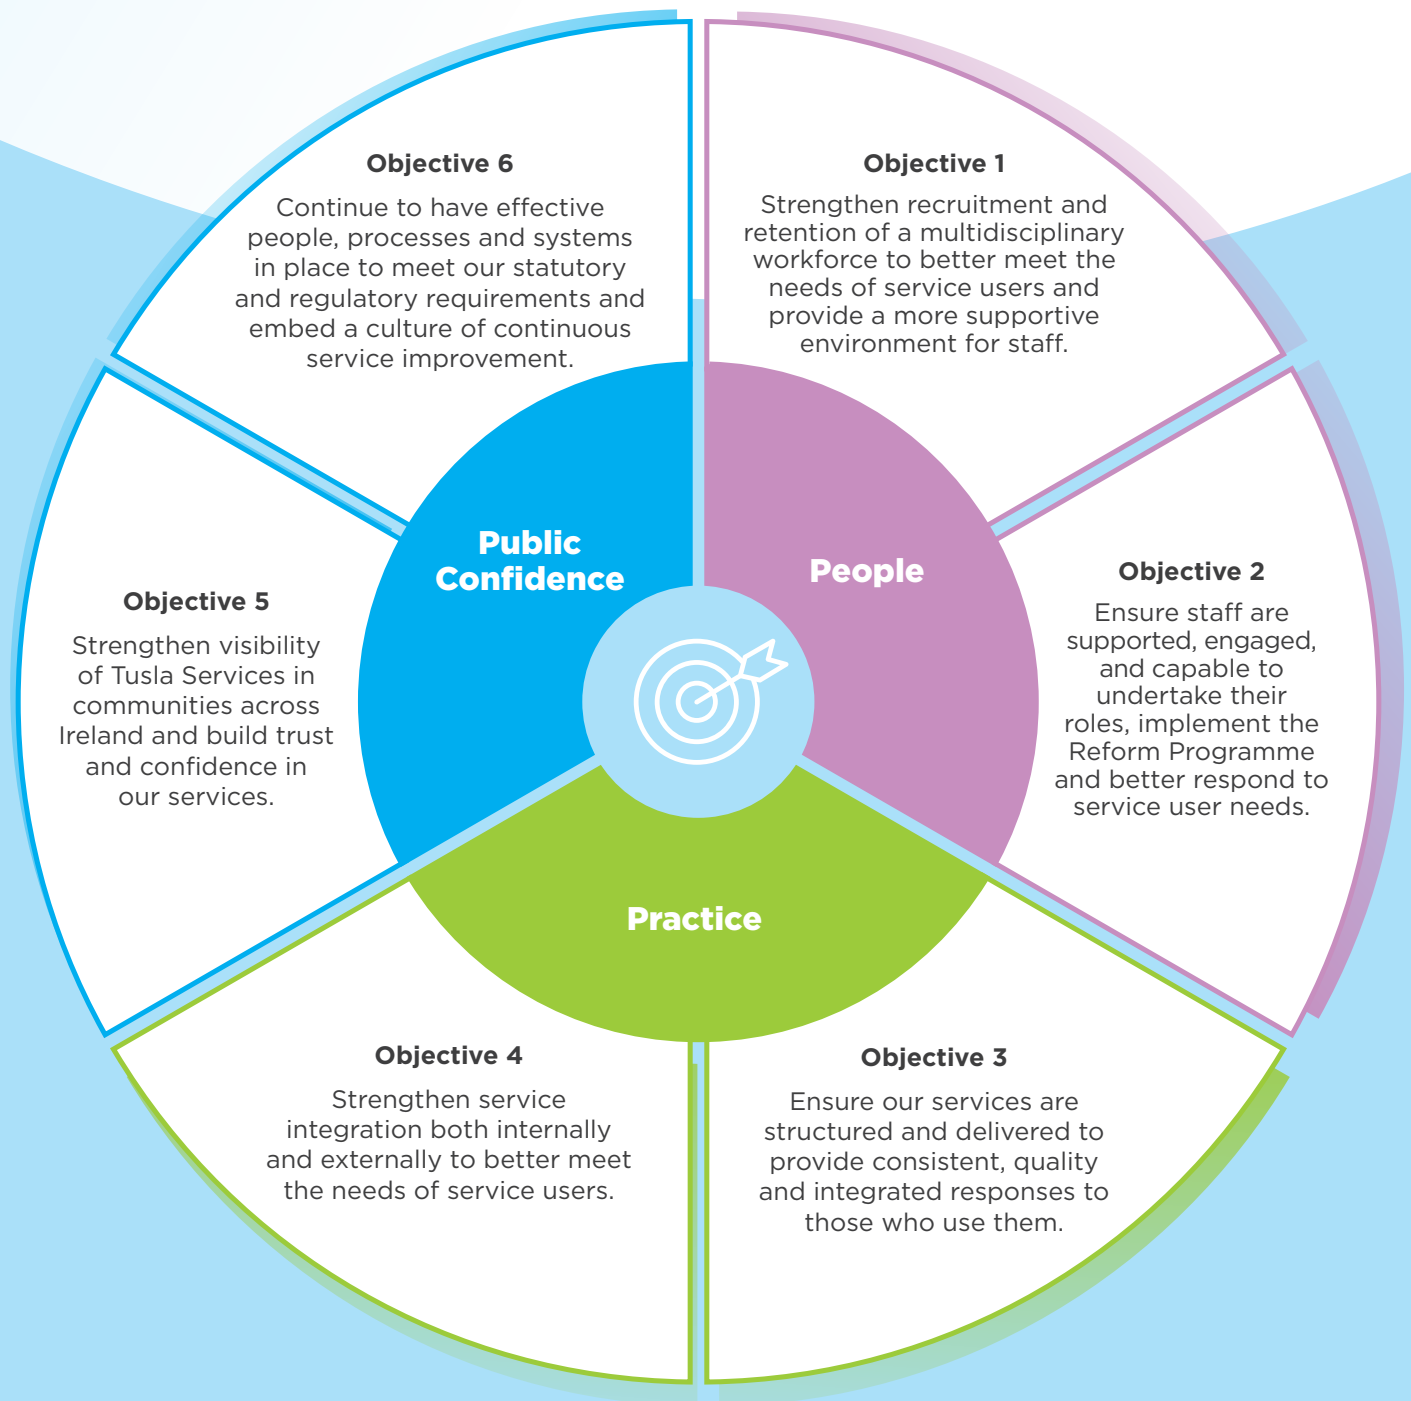 Objective 1
Strengthen recruitment and
retention of a multidisciplinary
workforce to better meet the
needs of service users and
provide a more supportive
environment for staff.
Objective 2
Ensure staff are
supported, engaged,
and capable to
undertake their
roles, implement the
Reform Programme
and better respond to
service user needs.
Objective 3
Ensure our services are
structured and delivered to
provide consistent, quality
and integrated responses to
those who use them.
Objective 4
Strengthen service
integration both internally
and externally to better meet
the needs of service users.
Objective 5
Strengthen visibility
of Tusla Services in
communities across
Ireland and build trust
and confidence in
our services.
Objective 6
Continue to have effective
people, processes and systems
in place to meet our statutory
and regulatory requirements and
embed a culture of continuous
service improvement.
People
Practice
Public
Confidence